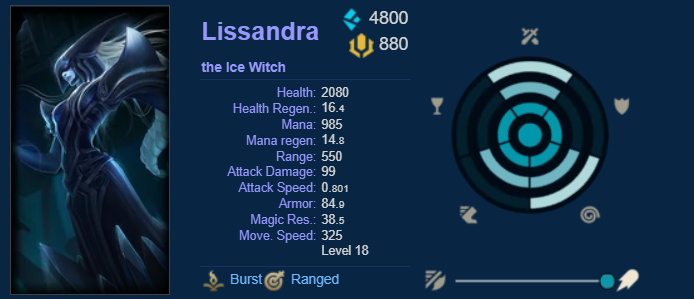 Lissandra
4800
880
the Ice Witch
Health: 2080
Health Regen.: 16.4
Mana: 985
Mana regen: 14.8
Range: 550
Attack Damage: 99
Attack Speed: 0.801
Armor: 84.9
Magic Res.: 38.5
Move. Speed: 325
Level 18
Burst Ranged